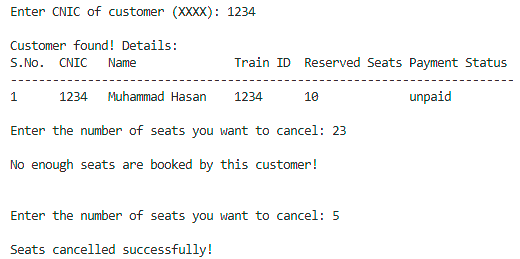 Enter CNIC of customer (XXXX): 1234
Customer found! Details:
S.No. CNIC Name Train ID Reserved Seats Payment Status
--------------------------------------------------------------------------
1 1234 Muhammad Hasan 1234 10 unpaid
Enter the number of seats you want to cancel: 23
No enough seats are booked by this customer!
Enter the number of seats you want to cancel: 5
Seats cancelled successfully!